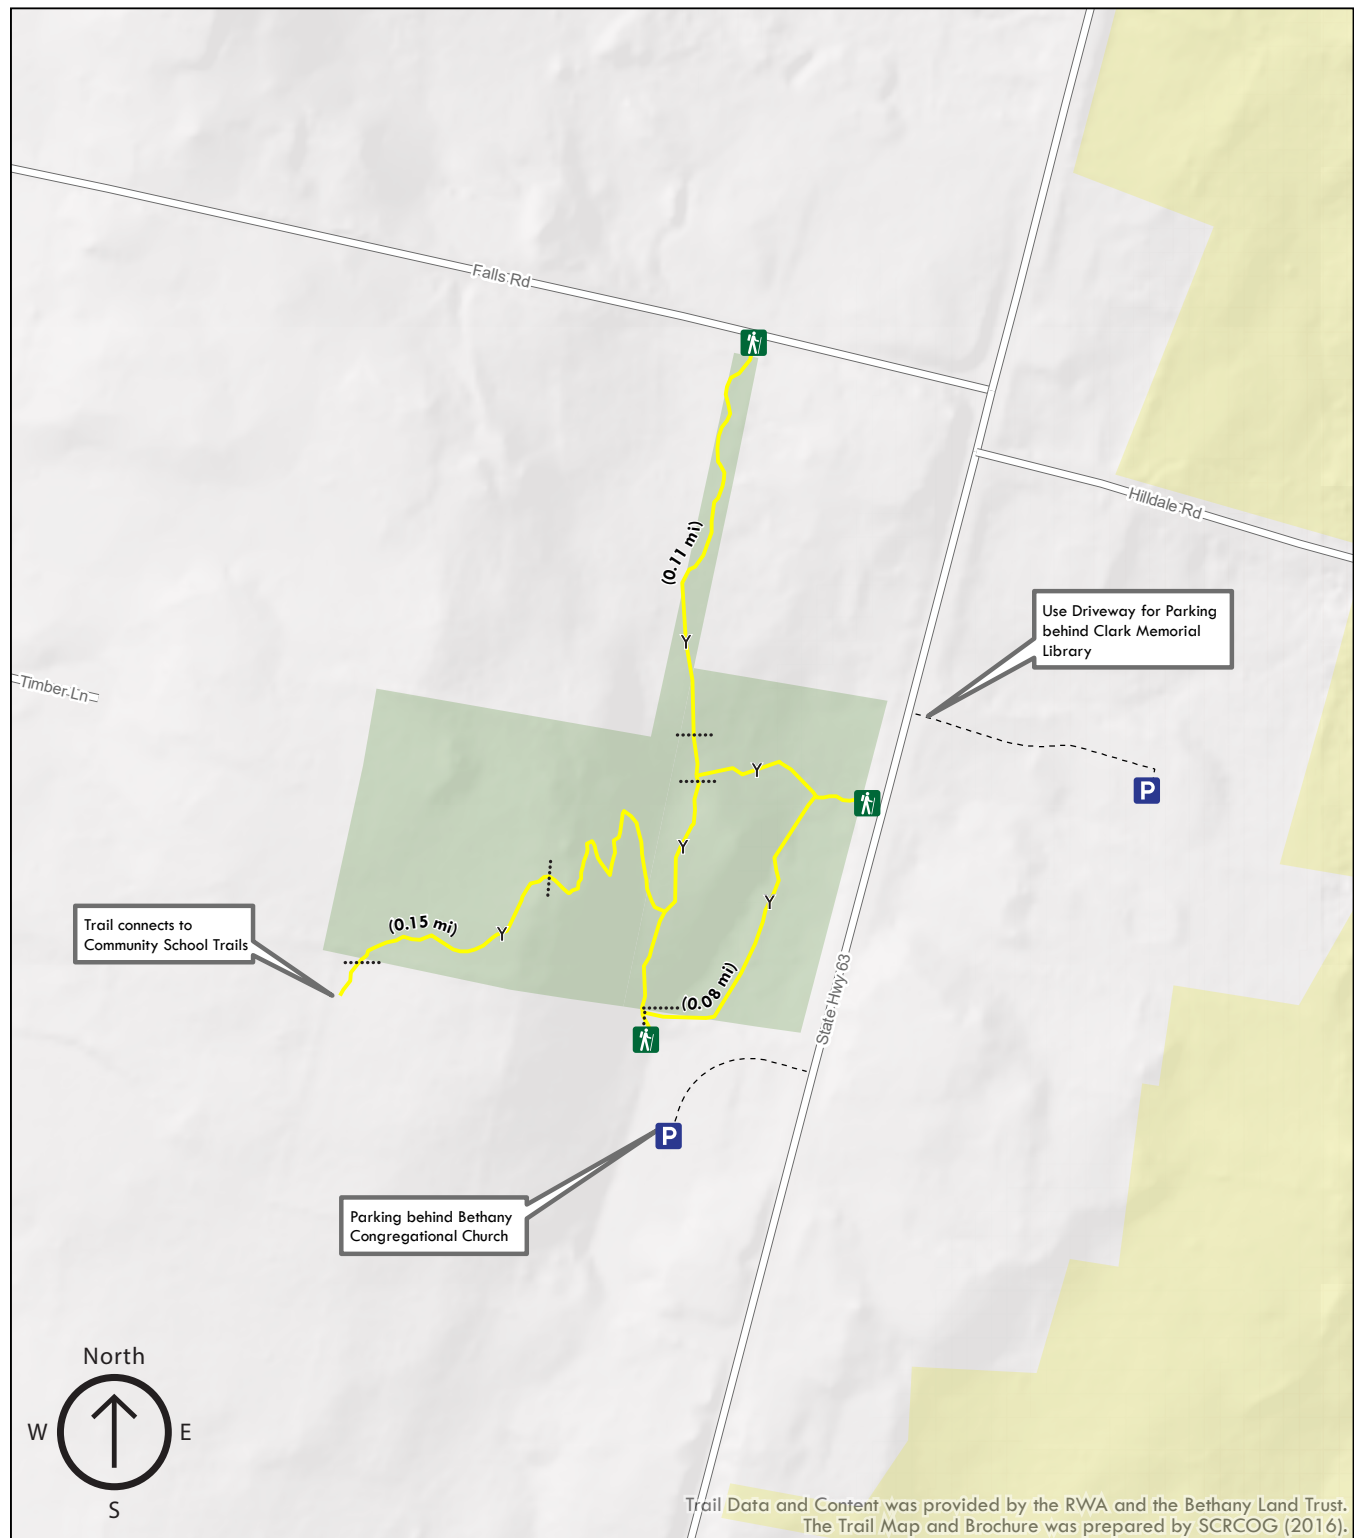 Falls Rd
Hilldale Rd
(0.11 mi)
Use Driveway for Parking
behind Clark Memorial
Library
Y
Timber Ln
Y
P
Y
Trail connects to
Community School Trails
(0.15 mi)
Y
Y
(0.08 mi)
State Hwy 63
P
Parking behind Bethany
Congregational Church
North
W
E
S
Trail Data and Content was provided by the RWA and the Bethany Land Trust.
The Trail Map and Brochure was prepared by SCRCOG (2016).